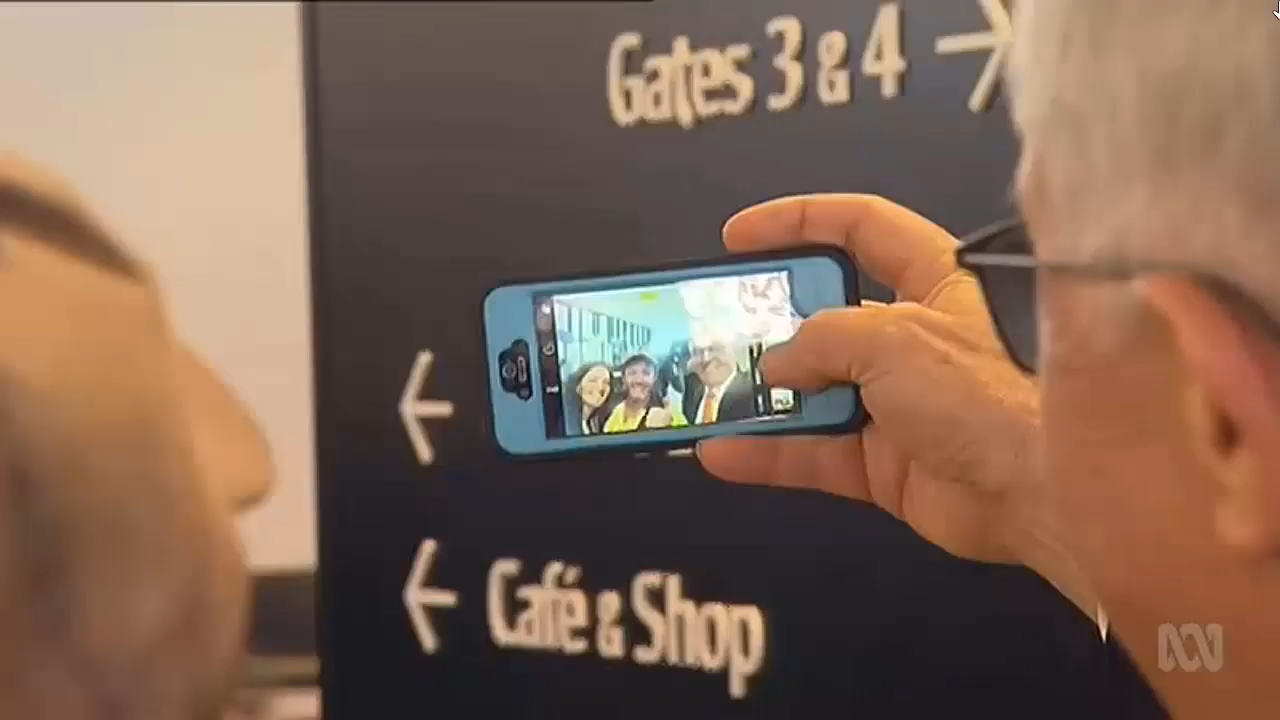 Gates 3 & 4 →
←
← Café & Shop